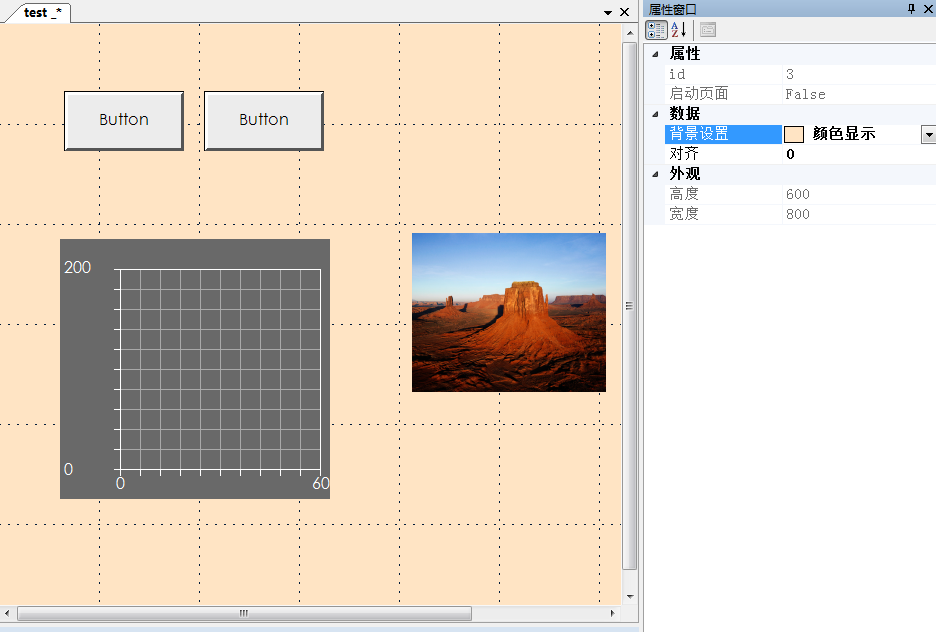 test _*
Button
Button
200
0
0
60
属性窗口
属性
id 3
启动页面 False
数据
背景设置 颜色显示
对齐 0
外观
高度 600
宽度 800